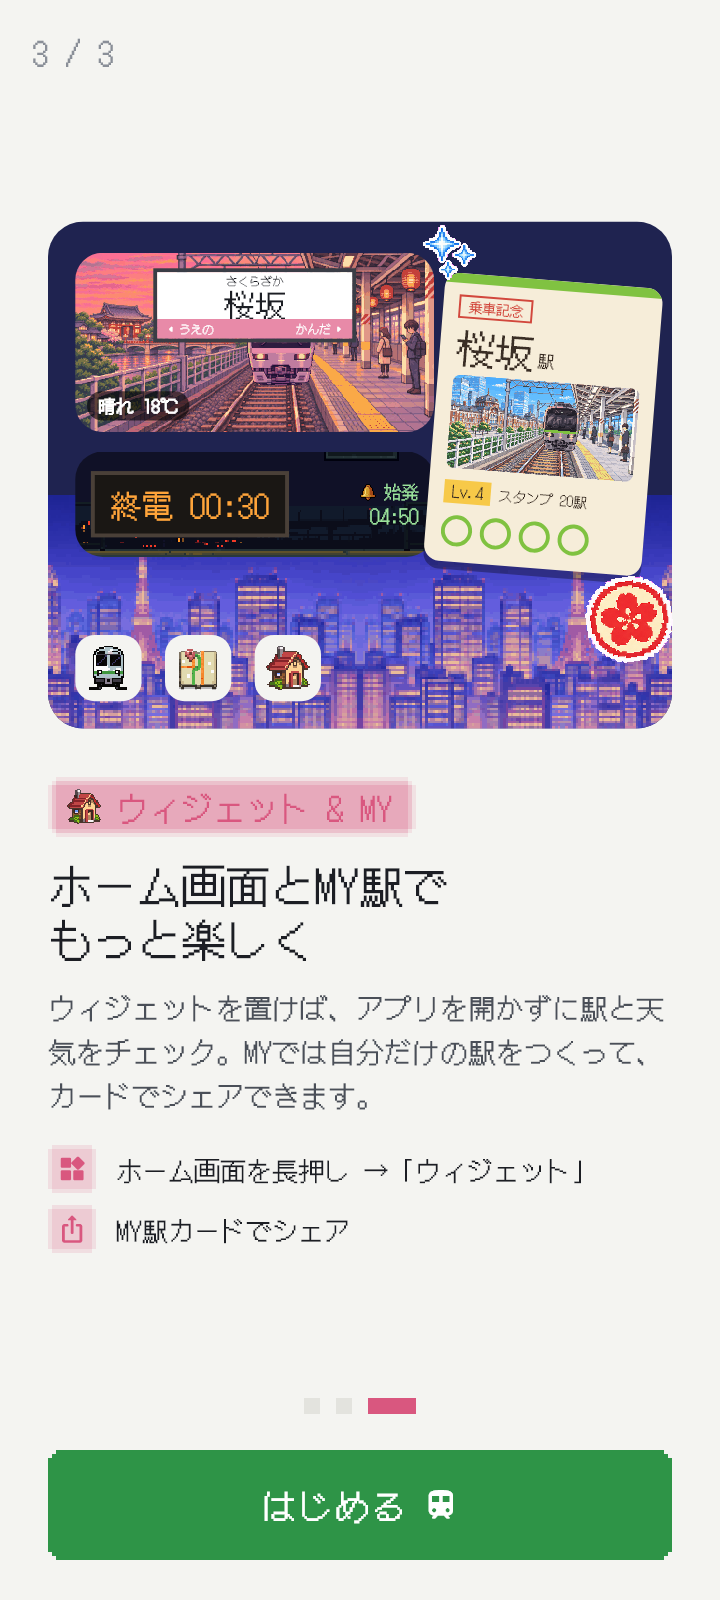 3 / 3
さくらざか
桜坂
うえの かんだ
晴れ 18℃
終電 00:30
始発
04:50
乗車記念
桜坂駅
Lv.4 スタンプ 20駅
ウィジェット & MY
ホーム画面とMY駅で
もっと楽しく
ウィジェットを置けば、アプリを開かずに駅と天
気をチェック。MYでは自分だけの駅をつくって、
カードでシェアできます。
ホーム画面を長押し → 「ウィジェット」
MY駅カードでシェア
はじめる